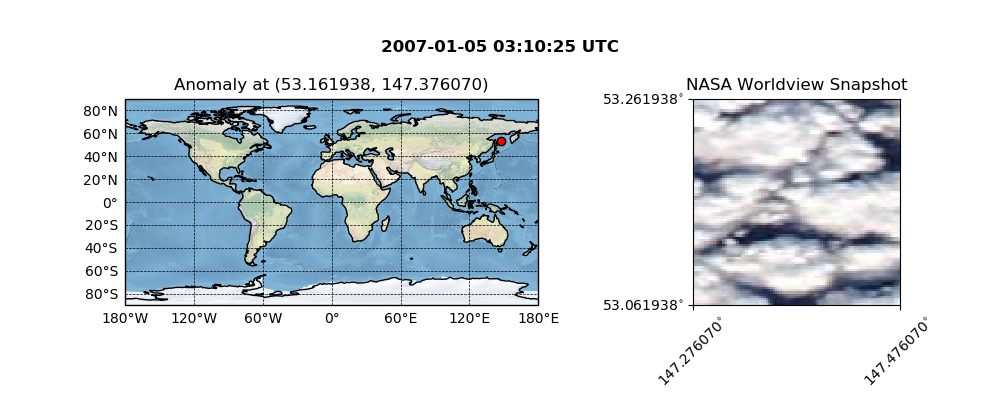 2007-01-05 03:10:25 UTC
Anomaly at (53.161938, 147.376070)
80°N
60°N
40°N
20°N
0°
20°S
40°S
60°S
80°S
180°W 120°W 60°W 0° 60°E 120°E 180°E
NASA Worldview Snapshot
53.261938°
53.061938°
147.276070°
147.476070°